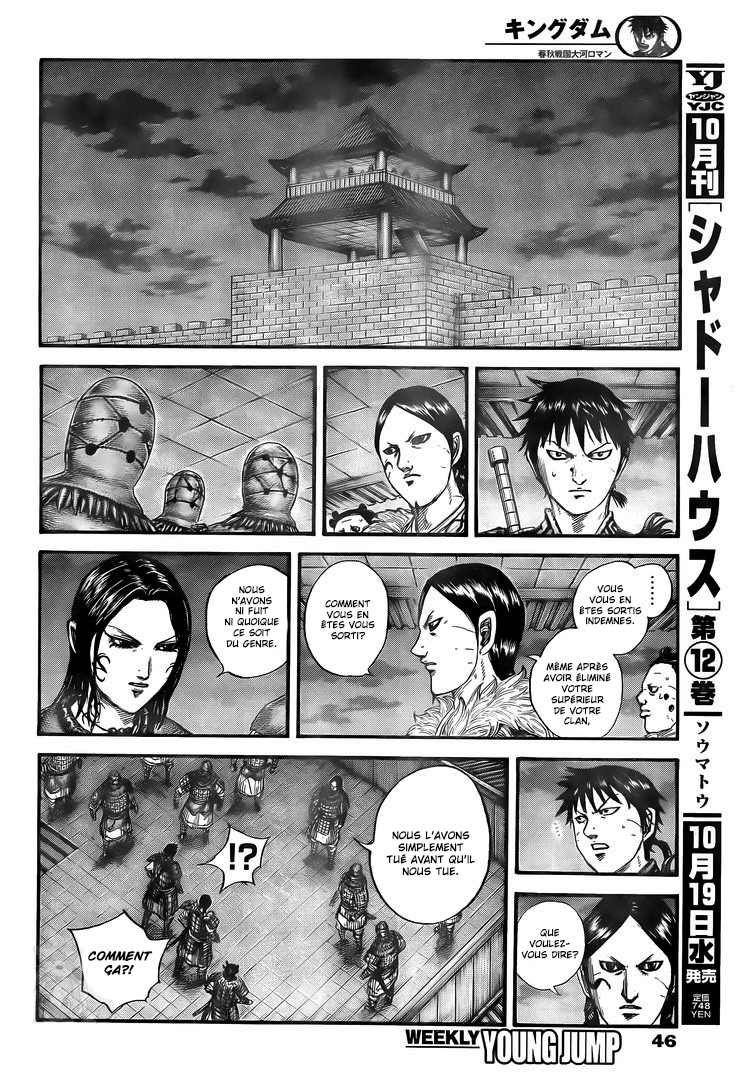 キングダム
春秋戦国大河ロマン
YJ
ヤンジャン
YJC
10月刊
[シャドーハウス]第⑫巻
ソウマトウ
10月19日水
発売
定価
748
YEN
........
VOUS
VOUS EN
ÊTES SORTIS
INDEMNES.
MÊME APRÈS
AVOIR ÉLIMINÉ
VOTRE
SUPÉRIEUR
DE VOTRE
CLAN,
COMMENT
VOUS EN
ÊTES VOUS
SORTI?
NOUS
N'AVONS
NI FUIT
NI QUOIQUE
CE SOIT
DU GENRE.
QUE
VOULEZ-
VOUS DIRE?
NOUS L'AVONS
SIMPLEMENT
TUÉ AVANT QU'IL
NOUS TUE.
!?
COMMENT
ÇA?!
WEEKLY YOUNG JUMP
46